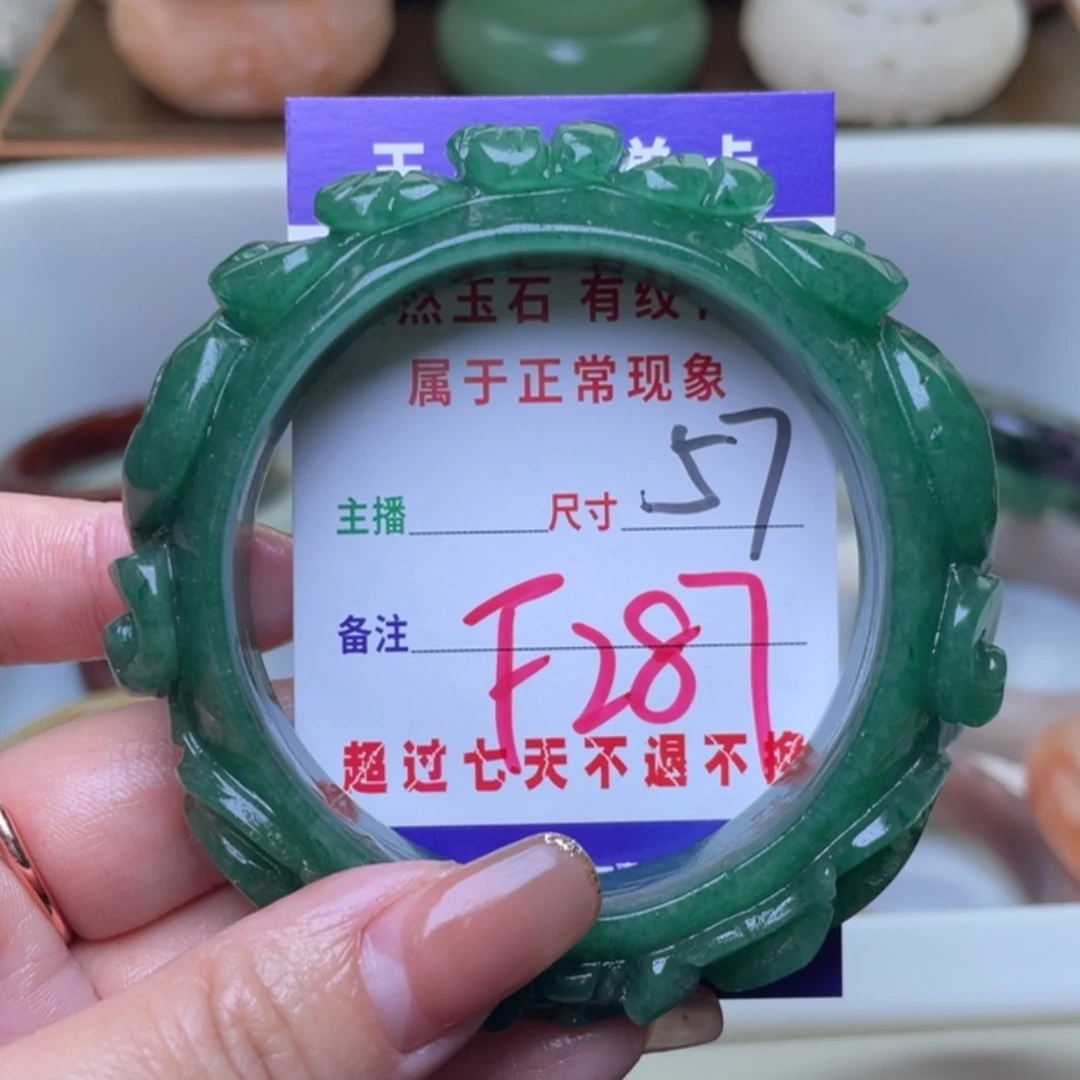 然玉石 有纹
属于正常现象
主播 尺寸 57
备注 F287
超过七天不退不换